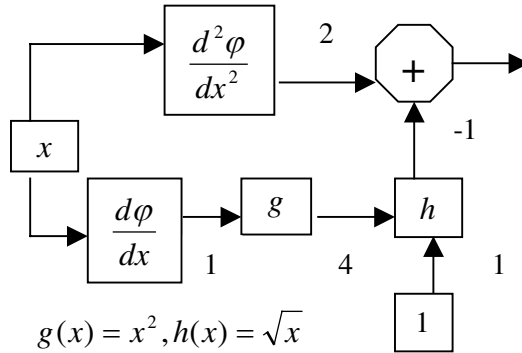 d²φ/dx²
2
+
-1
x
dφ/dx
1
g
4
h
1
1
g(x) = x², h(x) = √x